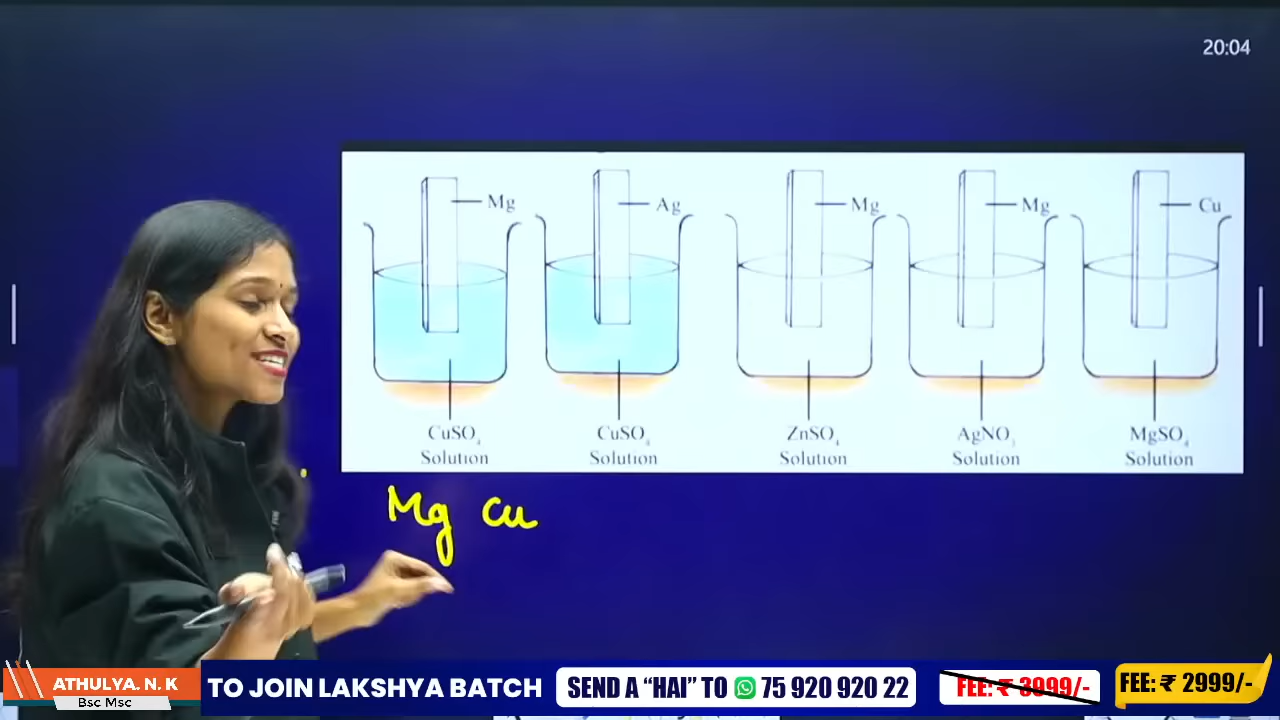 20:04
Mg
Ag
Mg
Mg
Cu
CuSO₄
Solution
CuSO₄
Solution
ZnSO₄
Solution
AgNO₃
Solution
MgSO₄
Solution
Mg Cu
ATHULYA. N. K
Bsc Msc
TO JOIN LAKSHYA BATCH
SEND A “HAI” TO 75 920 920 22
FEE: ₹ 3999/-
FEE: ₹ 2999/-